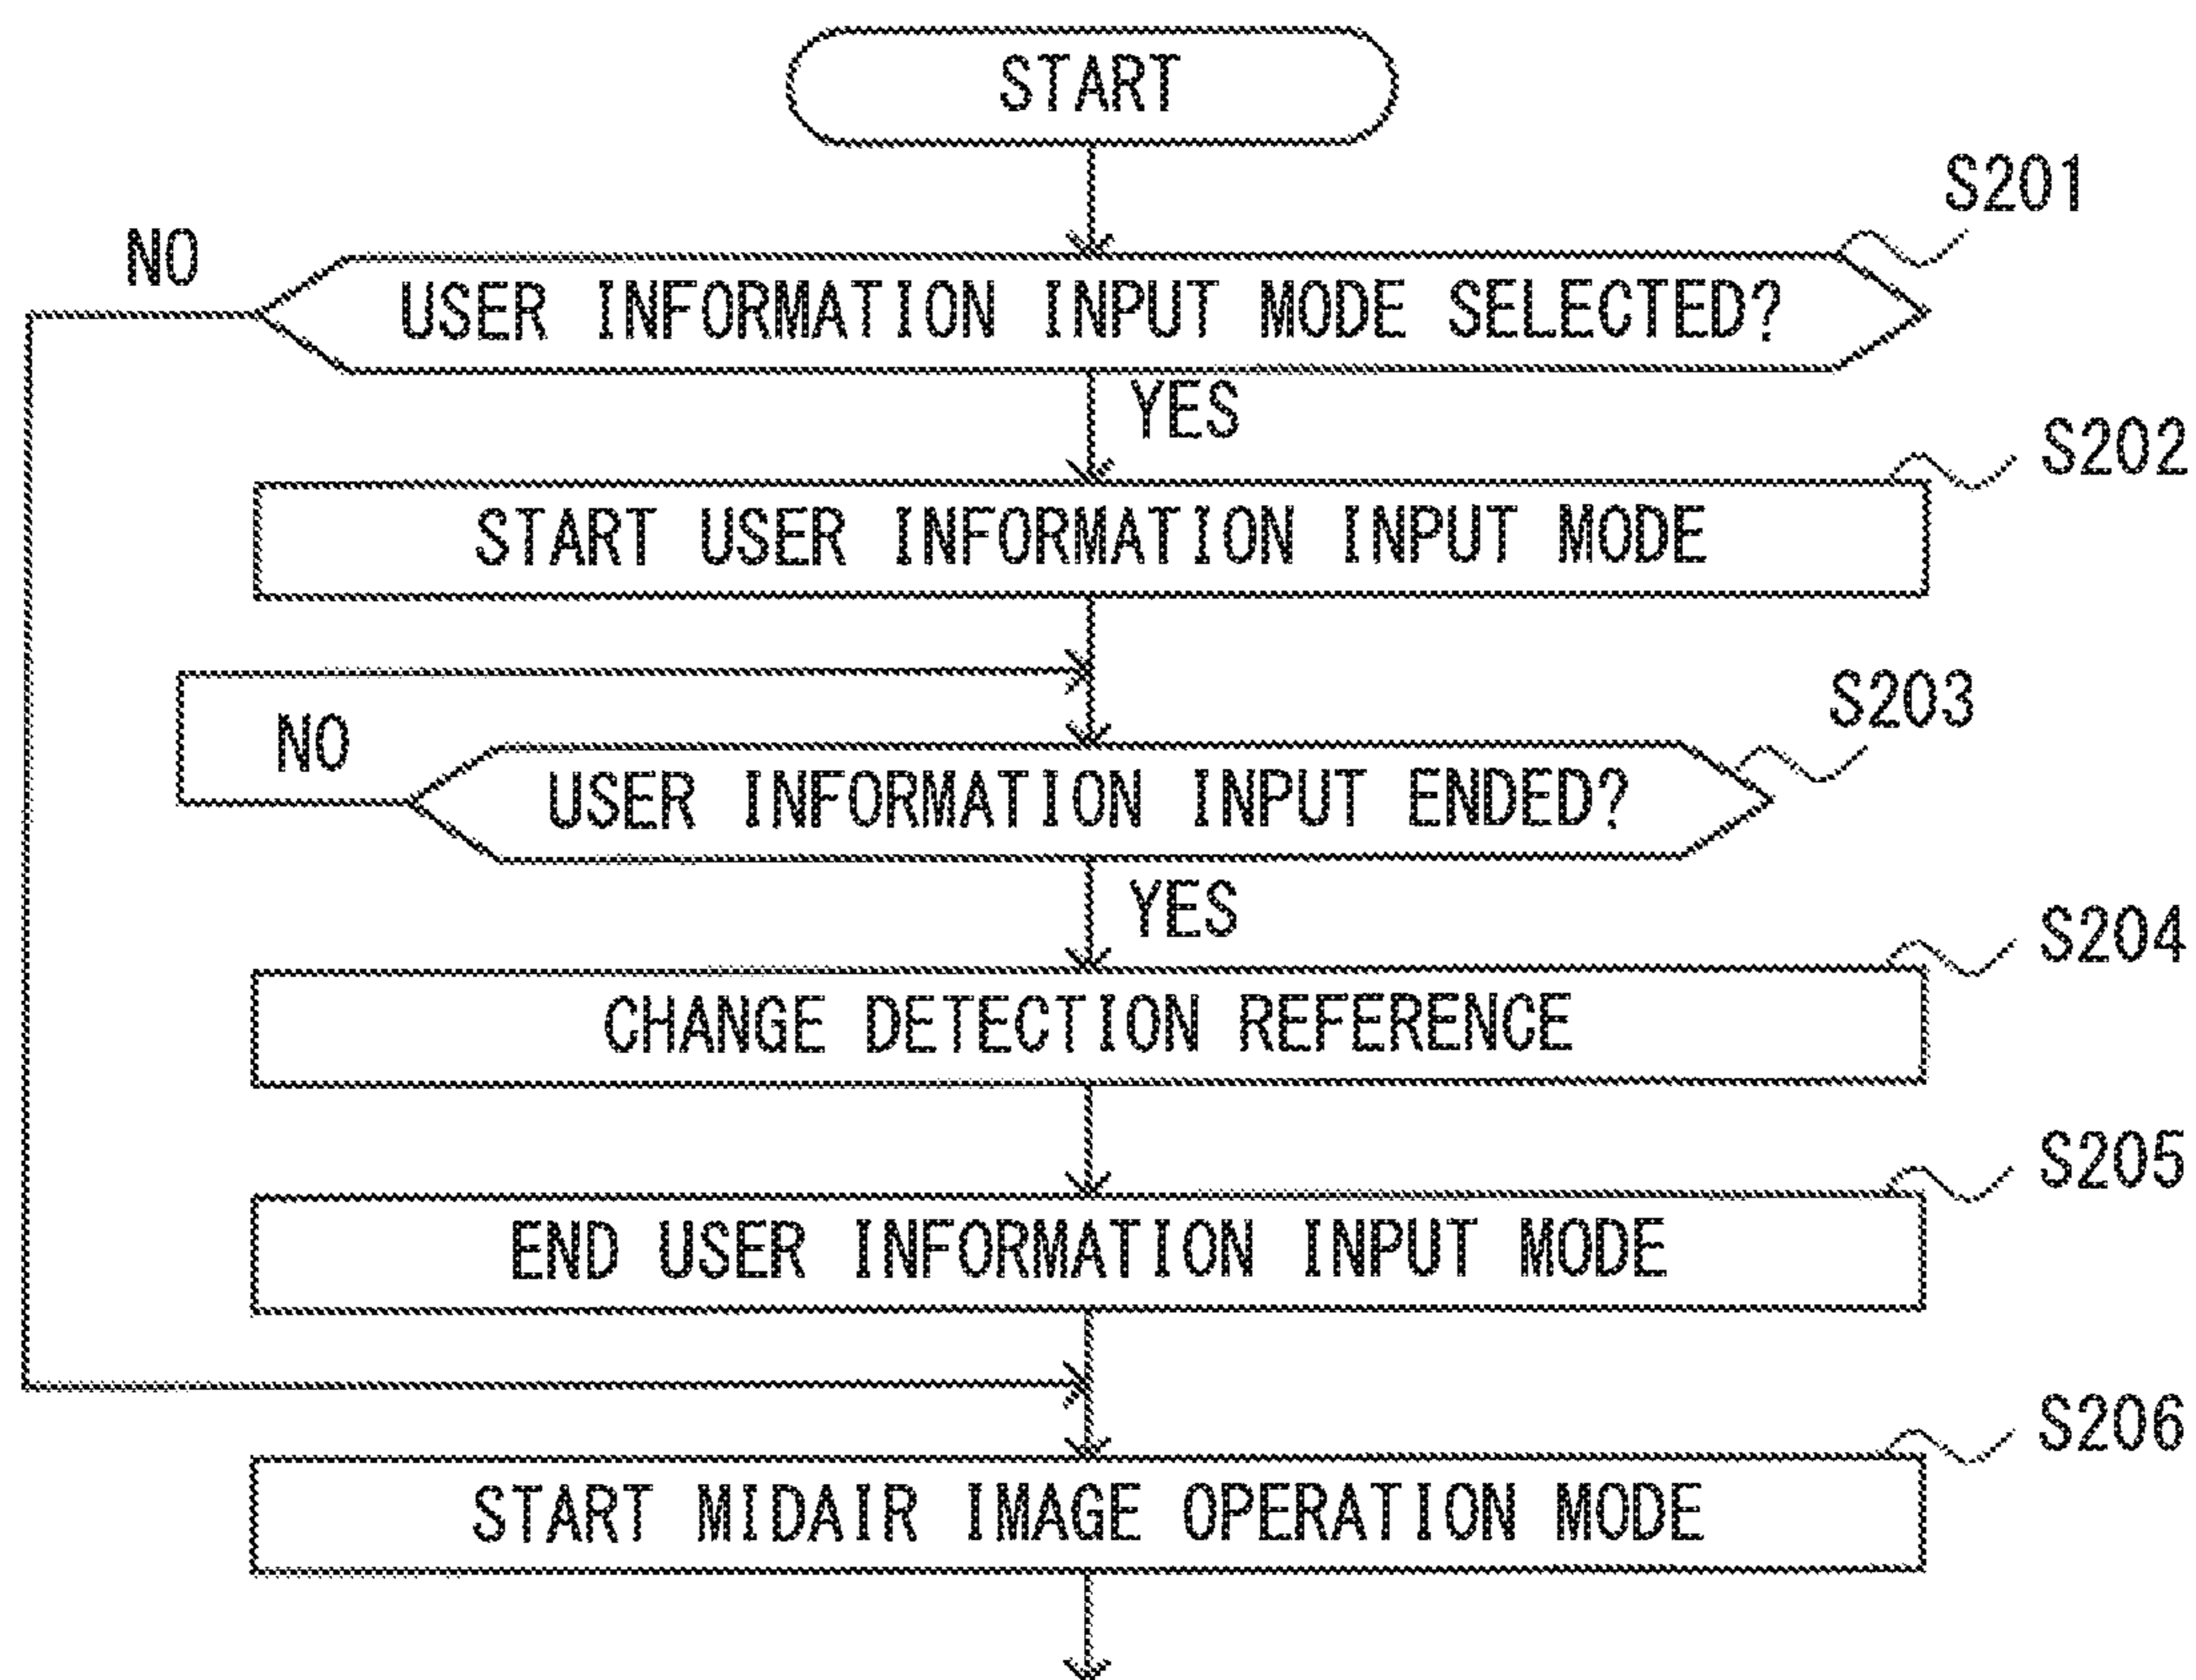 START
S201
NO
USER INFORMATION INPUT MODE SELECTED?
YES
S202
START USER INFORMATION INPUT MODE
S203
NO
USER INFORMATION INPUT ENDED?
YES
S204
CHANGE DETECTION REFERENCE
S205
END USER INFORMATION INPUT MODE
S206
START MIDAIR IMAGE OPERATION MODE